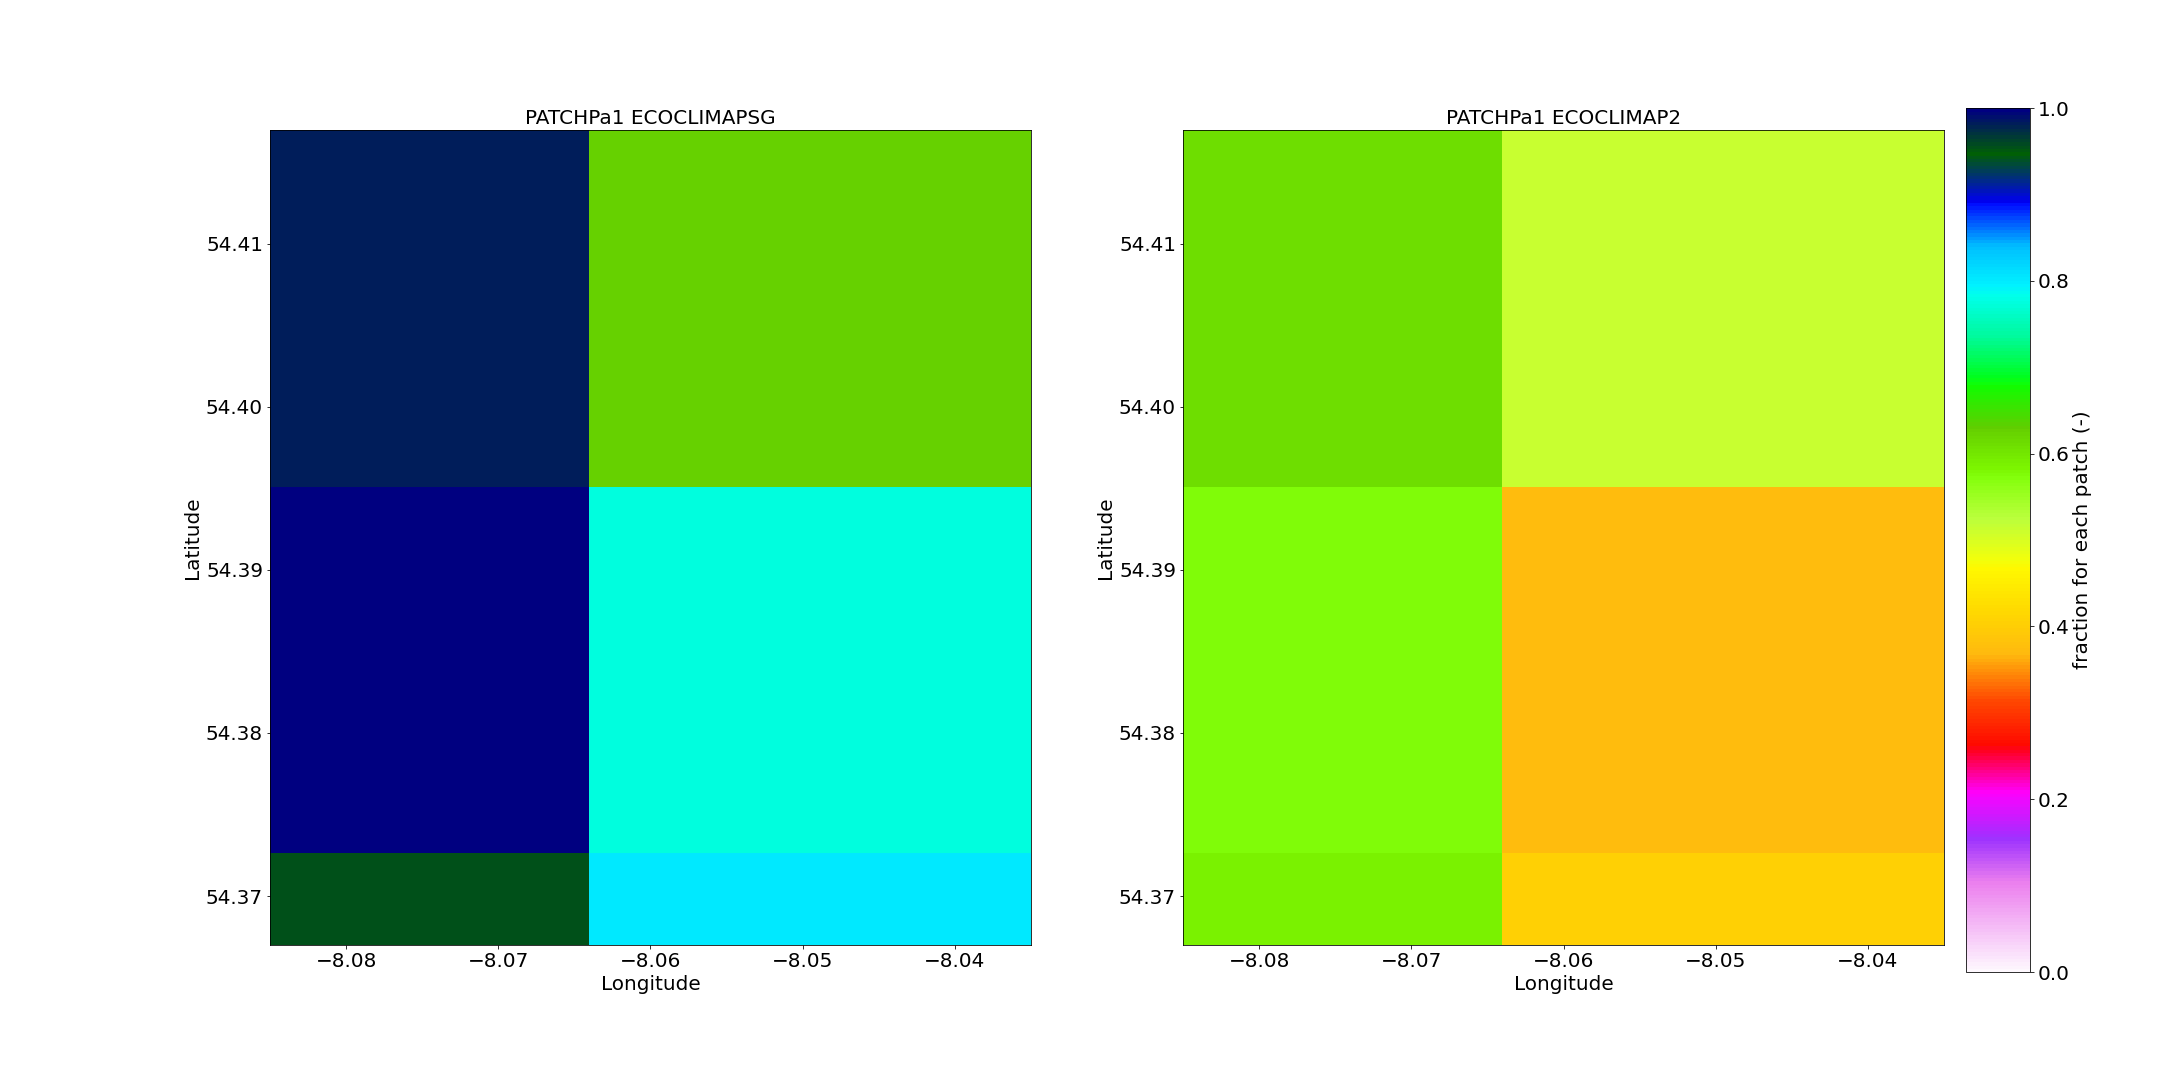 PATCHPa1 ECOCLIMAPSG
54.41
54.40
54.39
54.38
54.37
Latitude
−8.08 −8.07 −8.06 −8.05 −8.04
Longitude
PATCHPa1 ECOCLIMAP2
54.41
54.40
54.39
54.38
54.37
Latitude
−8.08 −8.07 −8.06 −8.05 −8.04
Longitude
1.0
0.8
0.6
0.4
0.2
0.0
fraction for each patch (-)